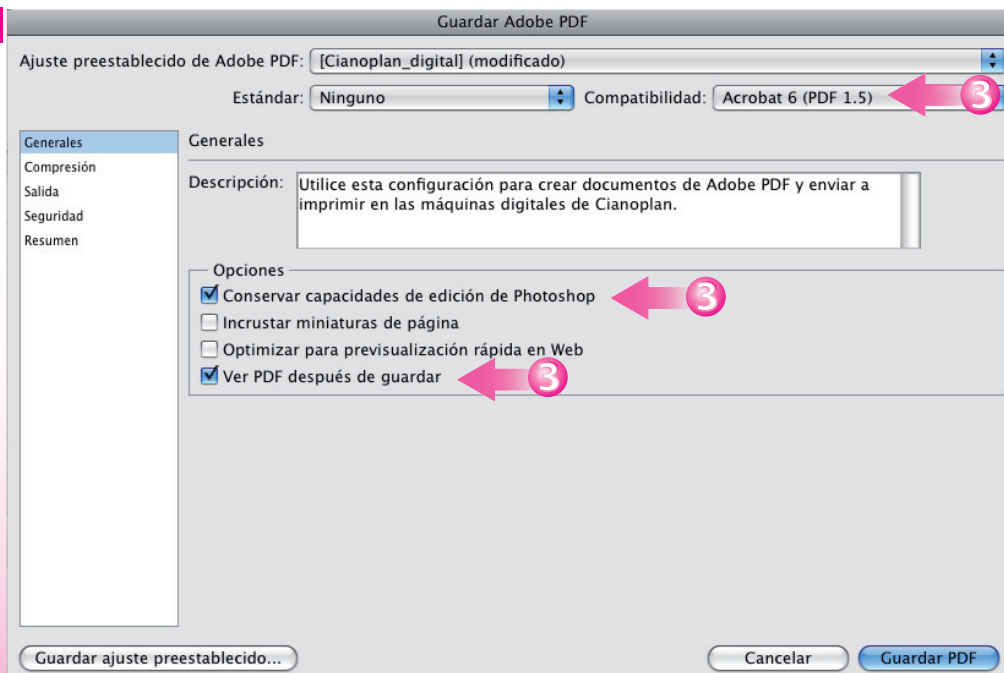 Guardar Adobe PDF
Ajuste preestablecido de Adobe PDF: [Cianoplan_digital] (modificado)
Estándar: Ninguno Compatibilidad: Acrobat 6 (PDF 1.5) 3
Generales
Compresión
Salida
Seguridad
Resumen
Generales
Descripción: Utilice esta configuración para crear documentos de Adobe PDF y enviar a
imprimir en las máquinas digitales de Cianoplan.
Opciones
Conservar capacidades de edición de Photoshop 3
Incrustar miniaturas de página
Optimizar para previsualización rápida en Web
Ver PDF después de guardar 3
Guardar ajuste preestablecido... Cancelar Guardar PDF